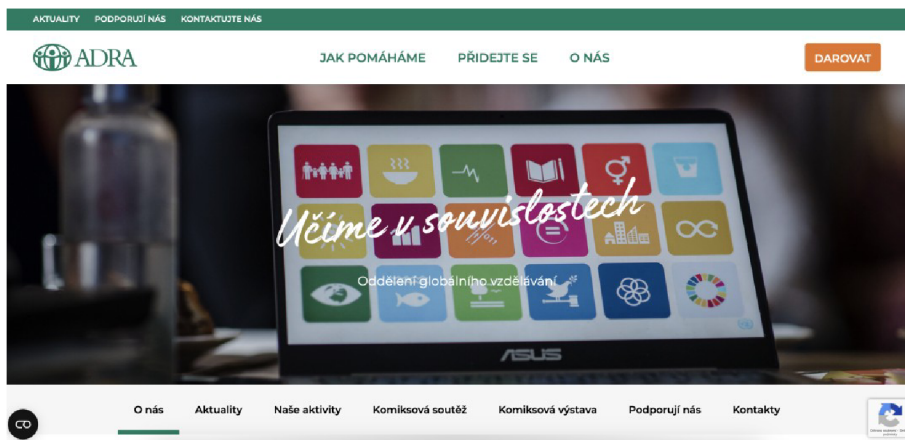 AKTUALITY PODPORUJÍ NÁS KONTAKTUJTE NÁS
ADRA JAK POMÁHÁME PŘIDEJTE SE O NÁS DAROVAT
Učíme v souvislostech
Oddělení globálního vzdělávání
ASUS
O nás Aktuality Naše aktivity Komiksová soutěž Komiksová výstava Podporují nás Kontakty